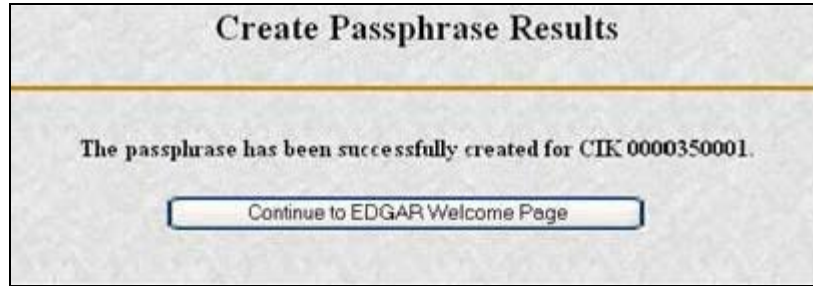 Create Passphrase Results
The passphrase has been successfully created for CIK 0000350001.
Continue to EDGAR Welcome Page